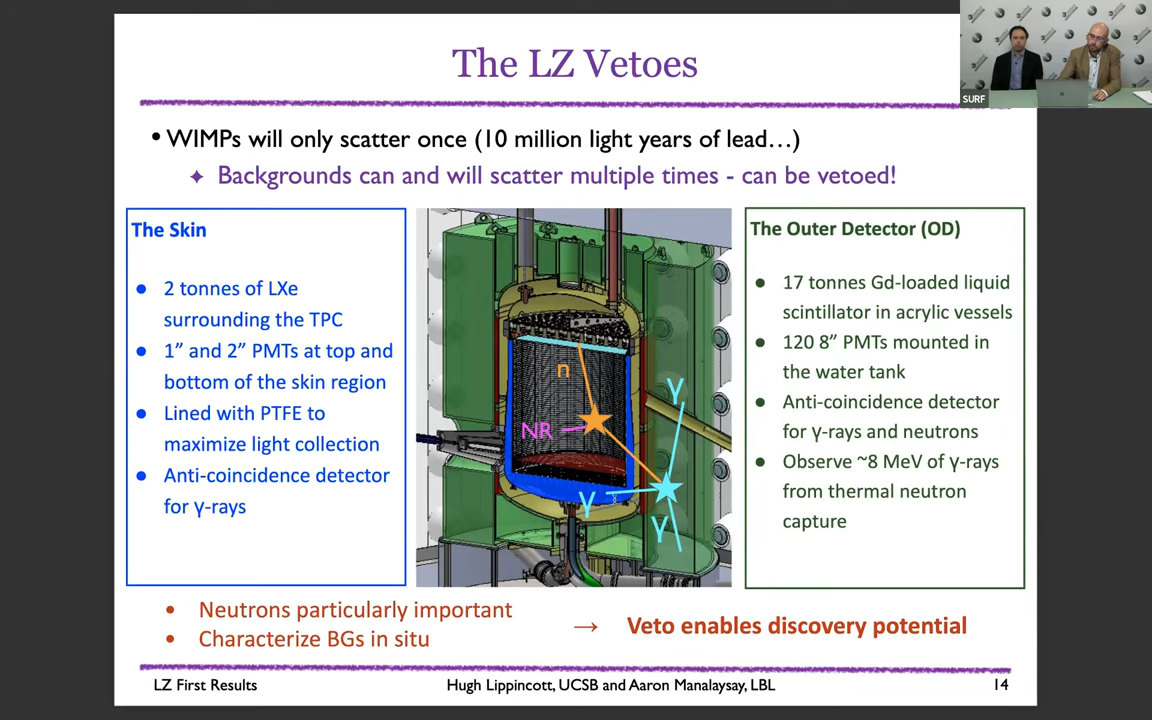 The LZ Vetoes
SURF
• WIMPs will only scatter once (10 million light years of lead…)
✦ Backgrounds can and will scatter multiple times - can be vetoed!
The Skin
● 2 tonnes of LXe
surrounding the TPC
● 1” and 2” PMTs at top and
bottom of the skin region
● Lined with PTFE to
maximize light collection
● Anti-coincidence detector
for γ-rays
n
NR
γ
γ
γ
The Outer Detector (OD)
● 17 tonnes Gd-loaded liquid
scintillator in acrylic vessels
● 120 8” PMTs mounted in
the water tank
● Anti-coincidence detector
for γ-rays and neutrons
● Observe ~8 MeV of γ-rays
from thermal neutron
capture
• Neutrons particularly important
• Characterize BGs in situ
→ Veto enables discovery potential
LZ First Results
Hugh Lippincott, UCSB and Aaron Manalaysay, LBL
14